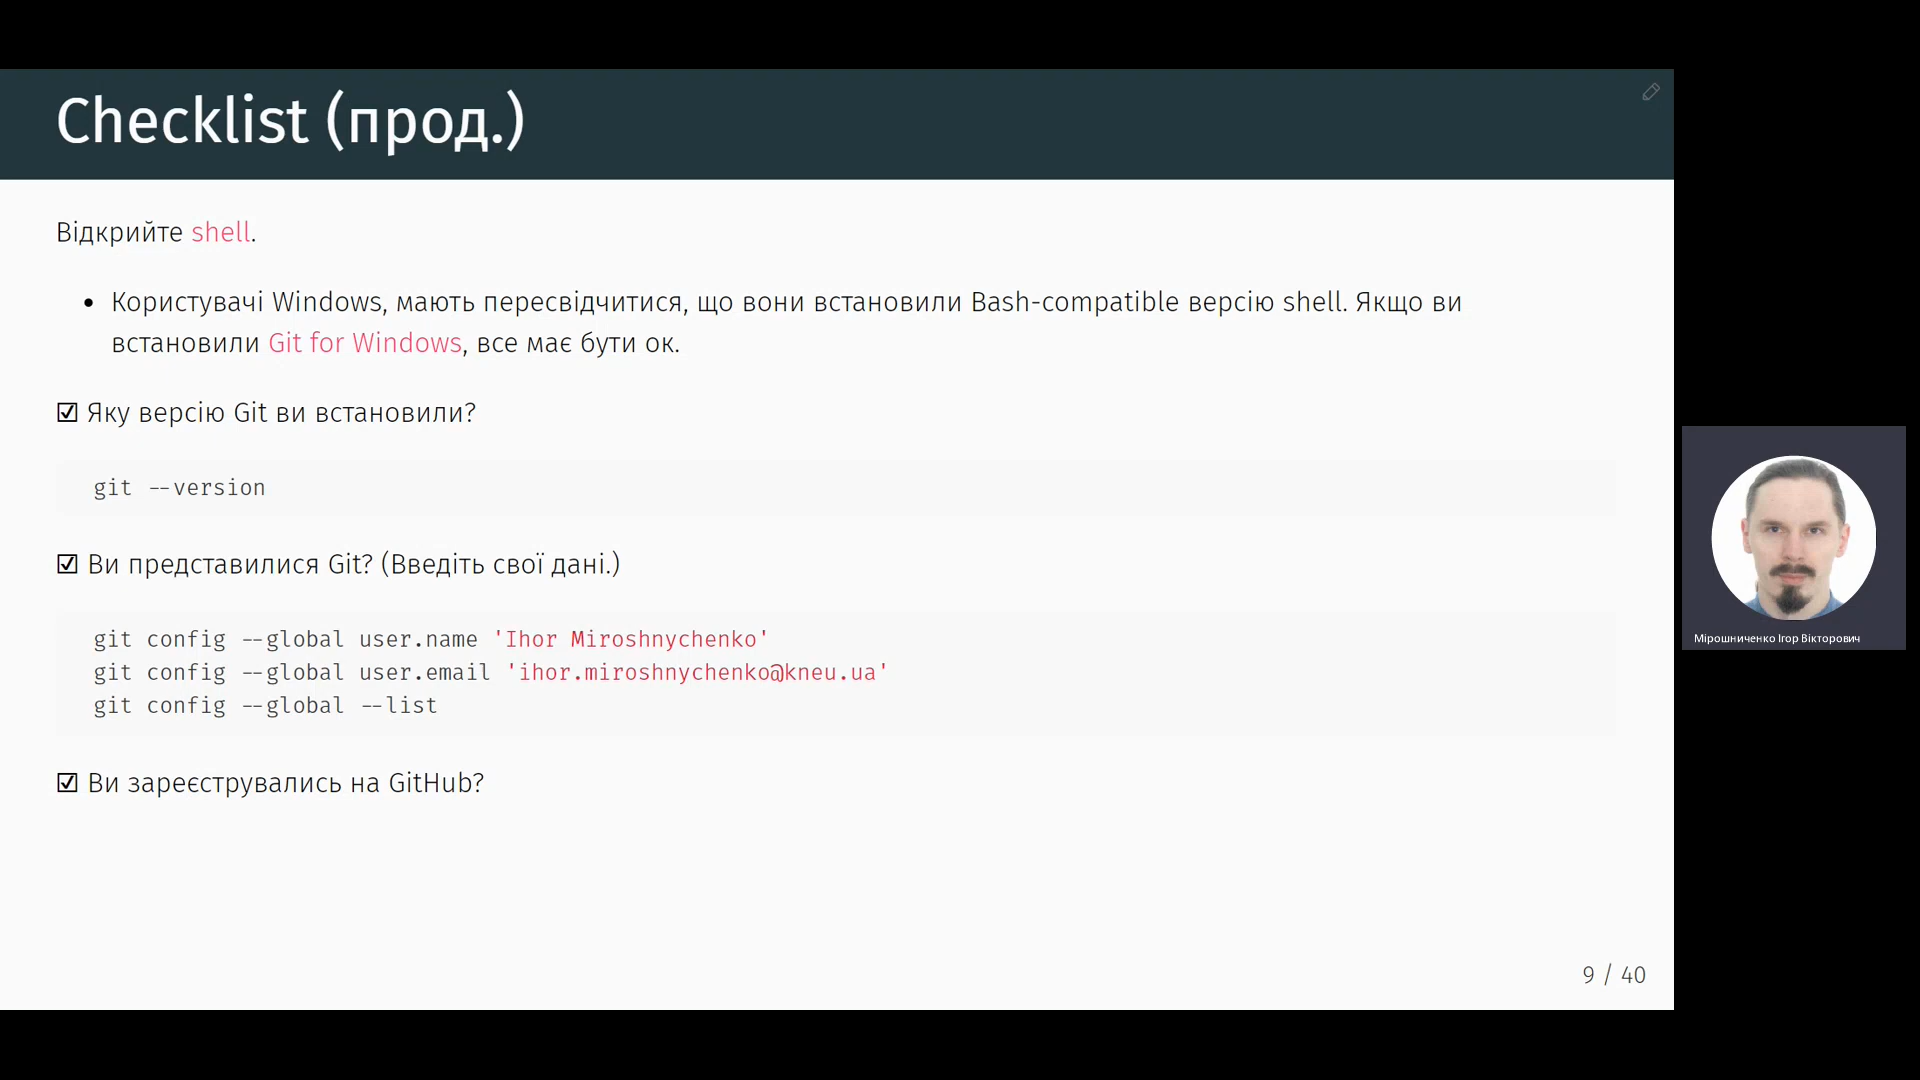 Checklist (прод.)
Відкрийте shell.
• Користувачі Windows, мають пересвідчитися, що вони встановили Bash-compatible версію shell. Якщо ви
встановили Git for Windows, все має бути ок.
☑ Яку версію Git ви встановили?
git --version
☑ Ви представилися Git? (Введіть свої дані.)
git config --global user.name 'Ihor Miroshnychenko'
git config --global user.email 'ihor.miroshnychenko@kneu.ua'
git config --global --list
☑ Ви зареєструвались на GitHub?
9 / 40
Мірошниченко Ігор Вікторович